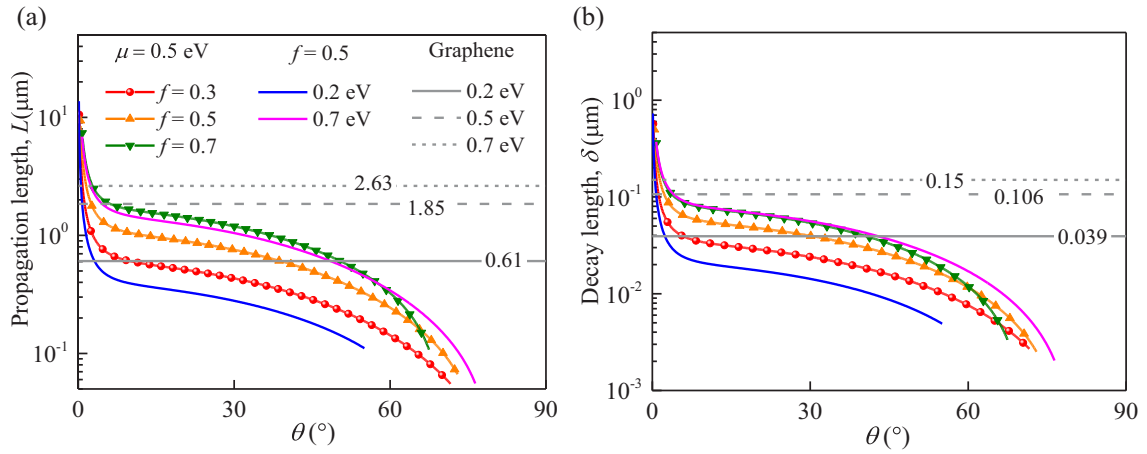 (a)
(b)
μ = 0.5 eV f = 0.5 Graphene
f = 0.3 0.2 eV 0.2 eV
f = 0.5 0.7 eV 0.5 eV
f = 0.7 0.7 eV
2.63
1.85
0.61
10¹
10⁰
10⁻¹
Propagation length, L(μm)
0 30 60 90
θ (°)
0.15
0.106
0.039
10⁰
10⁻¹
10⁻²
10⁻³
Decay length, δ (μm)
0 30 60 90
θ (°)